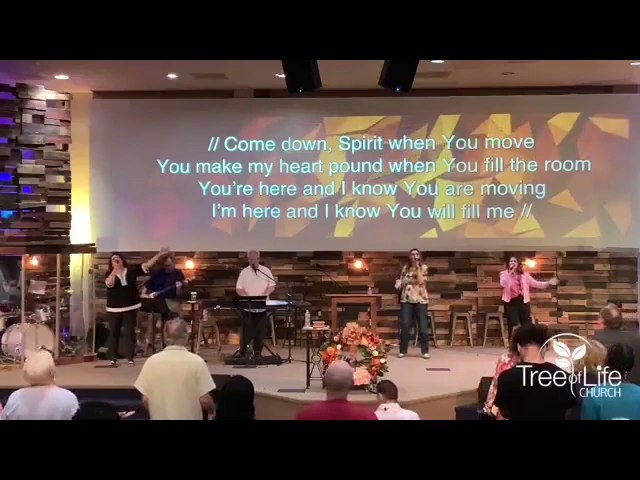 // Come down, Spirit when You move
You make my heart pound when You fill the room
You're here and I know You are moving
I'm here and I know You will fill me //
Tree of Life
CHURCH